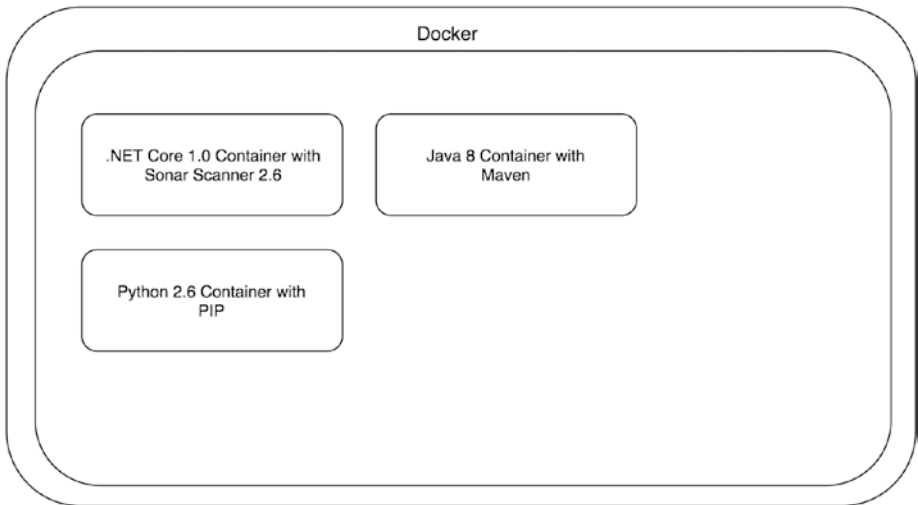 Docker
.NET Core 1.0 Container with
Sonar Scanner 2.6
Java 8 Container with
Maven
Python 2.6 Container with
PIP